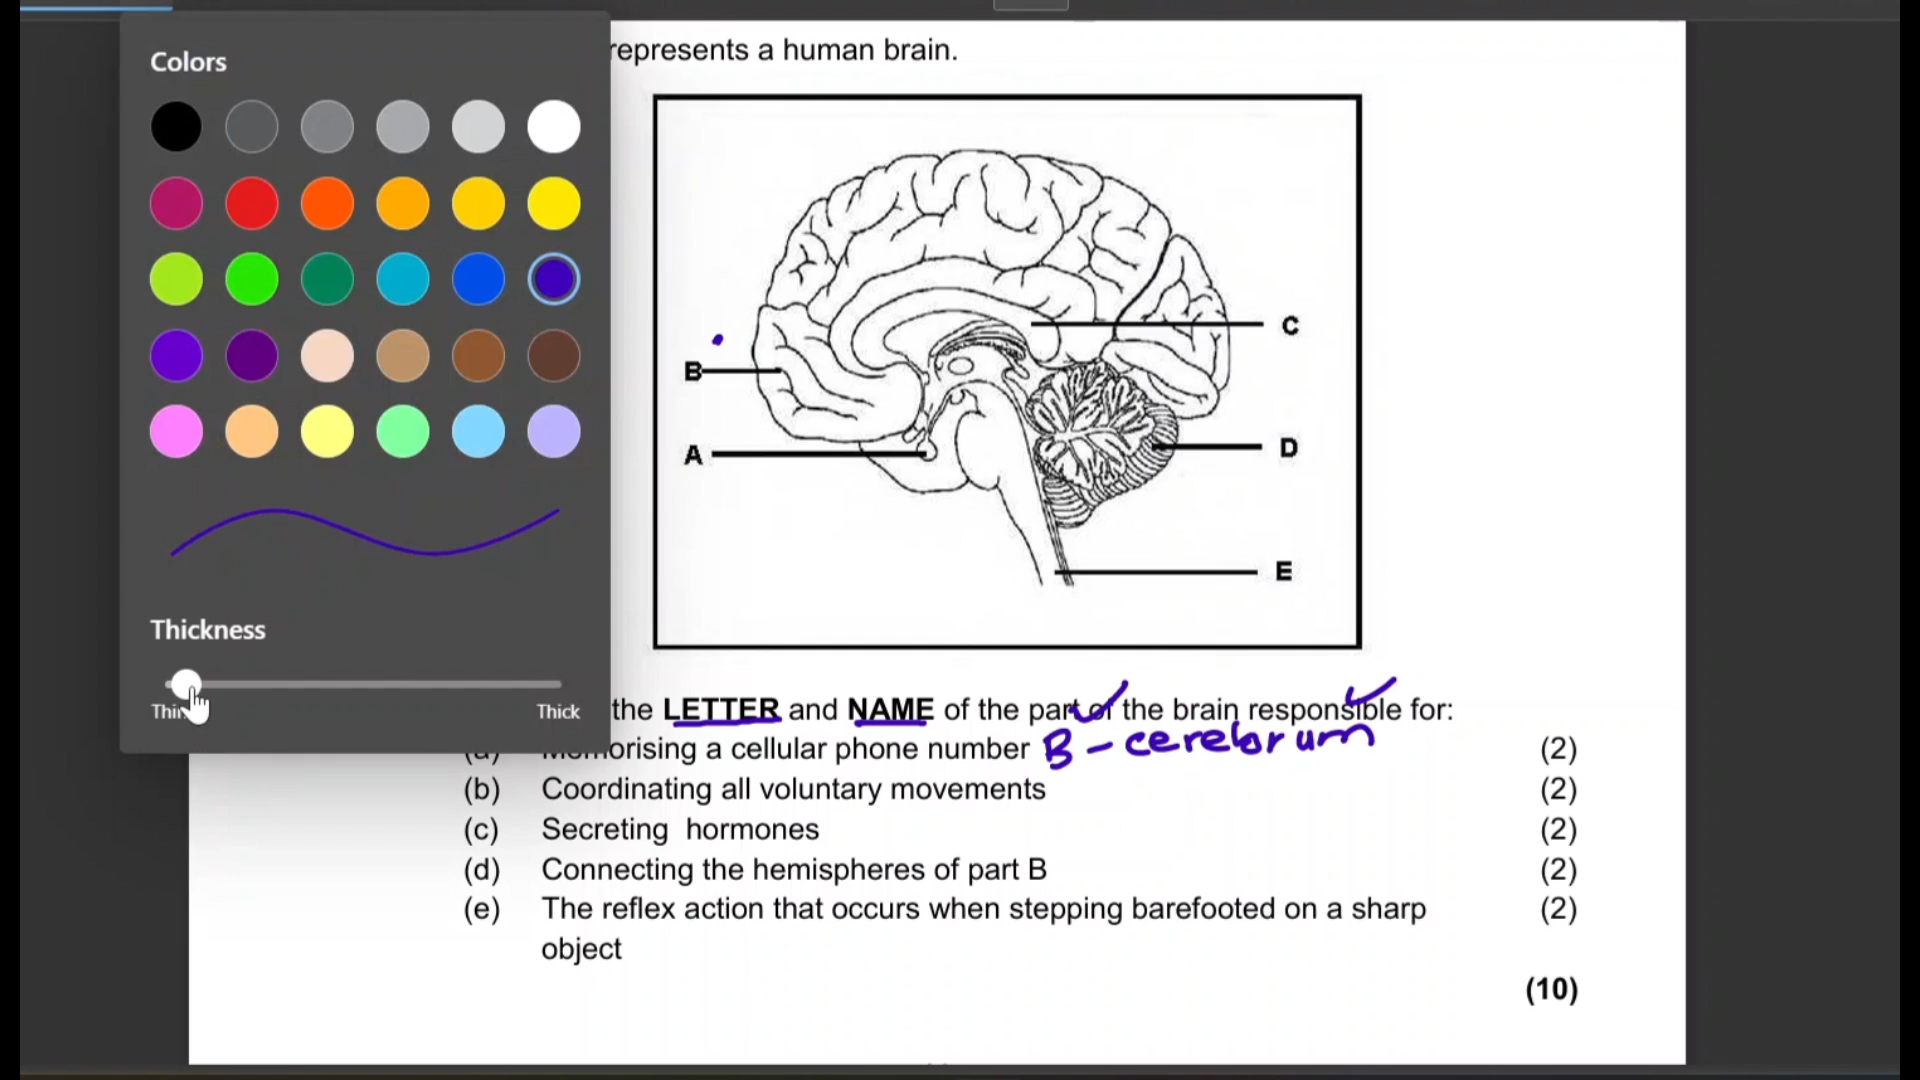 Colors
represents a human brain.
B
A
C
D
E
Thickness
Thick
the LETTER and NAME of the part of the brain responsible for:
(a) Memorising a cellular phone number B - cerebrum (2)
(b) Coordinating all voluntary movements (2)
(c) Secreting hormones (2)
(d) Connecting the hemispheres of part B (2)
(e) The reflex action that occurs when stepping barefooted on a sharp (2)
object
(10)